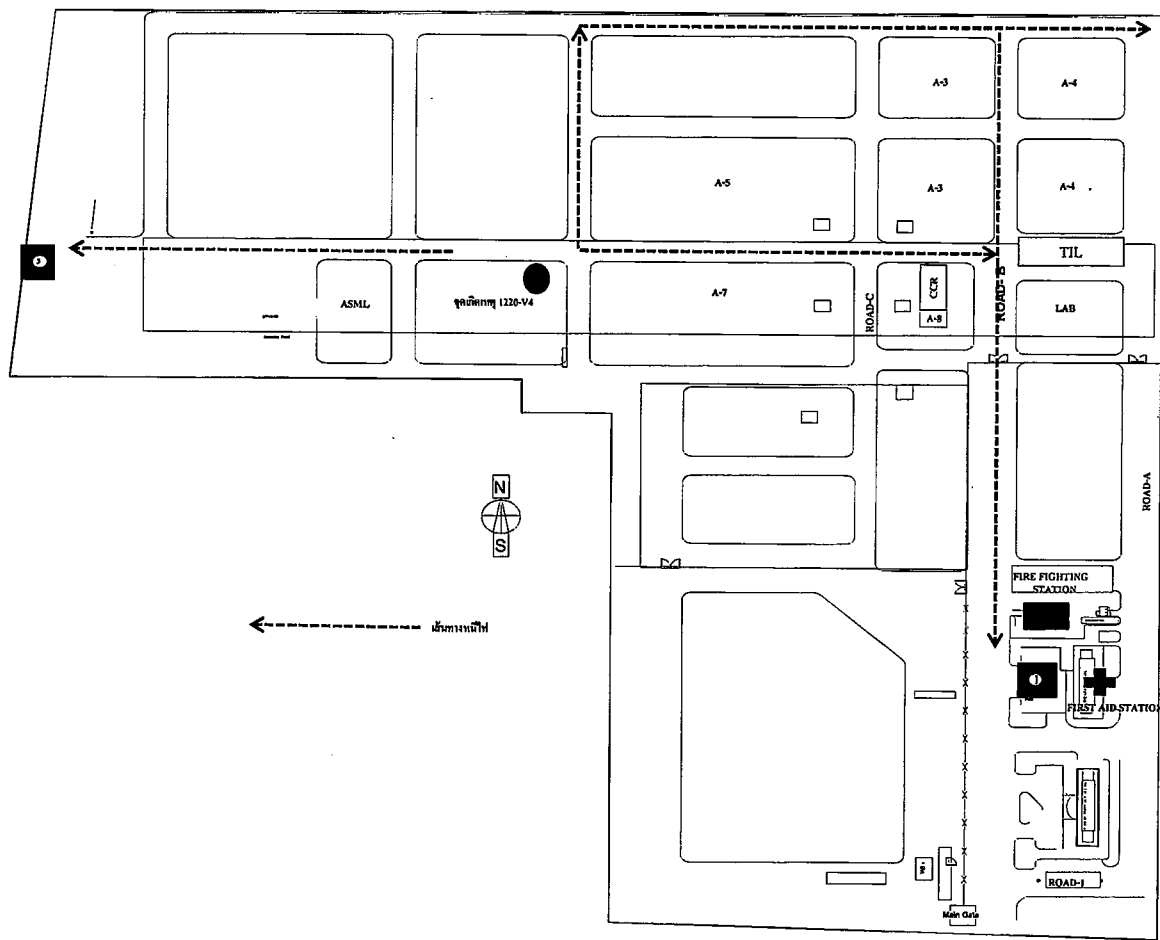 A-3
A-4
A-5
A-3
A-4
3
TIL
ASML
จุดเกิดเหตุ 1220-V4
A-7
ROAD-C
CCR
A-8
ROAD-B
LAB
N
S
ROAD-A
FIRE FIGHTING
STATION
เส้นทางหนีไฟ
1
FIRST AID STATION
ROAD-J
Main Gate